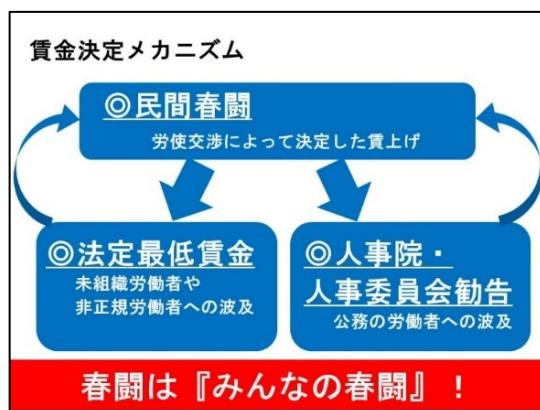 賃金決定メカニズム
◎民間春闘
労使交渉によって決定した賃上げ
◎法定最低賃金
未組織労働者や
非正規労働者への波及
◎人事院・
人事委員会勧告
公務の労働者への波及
春闘は『みんなの春闘』！